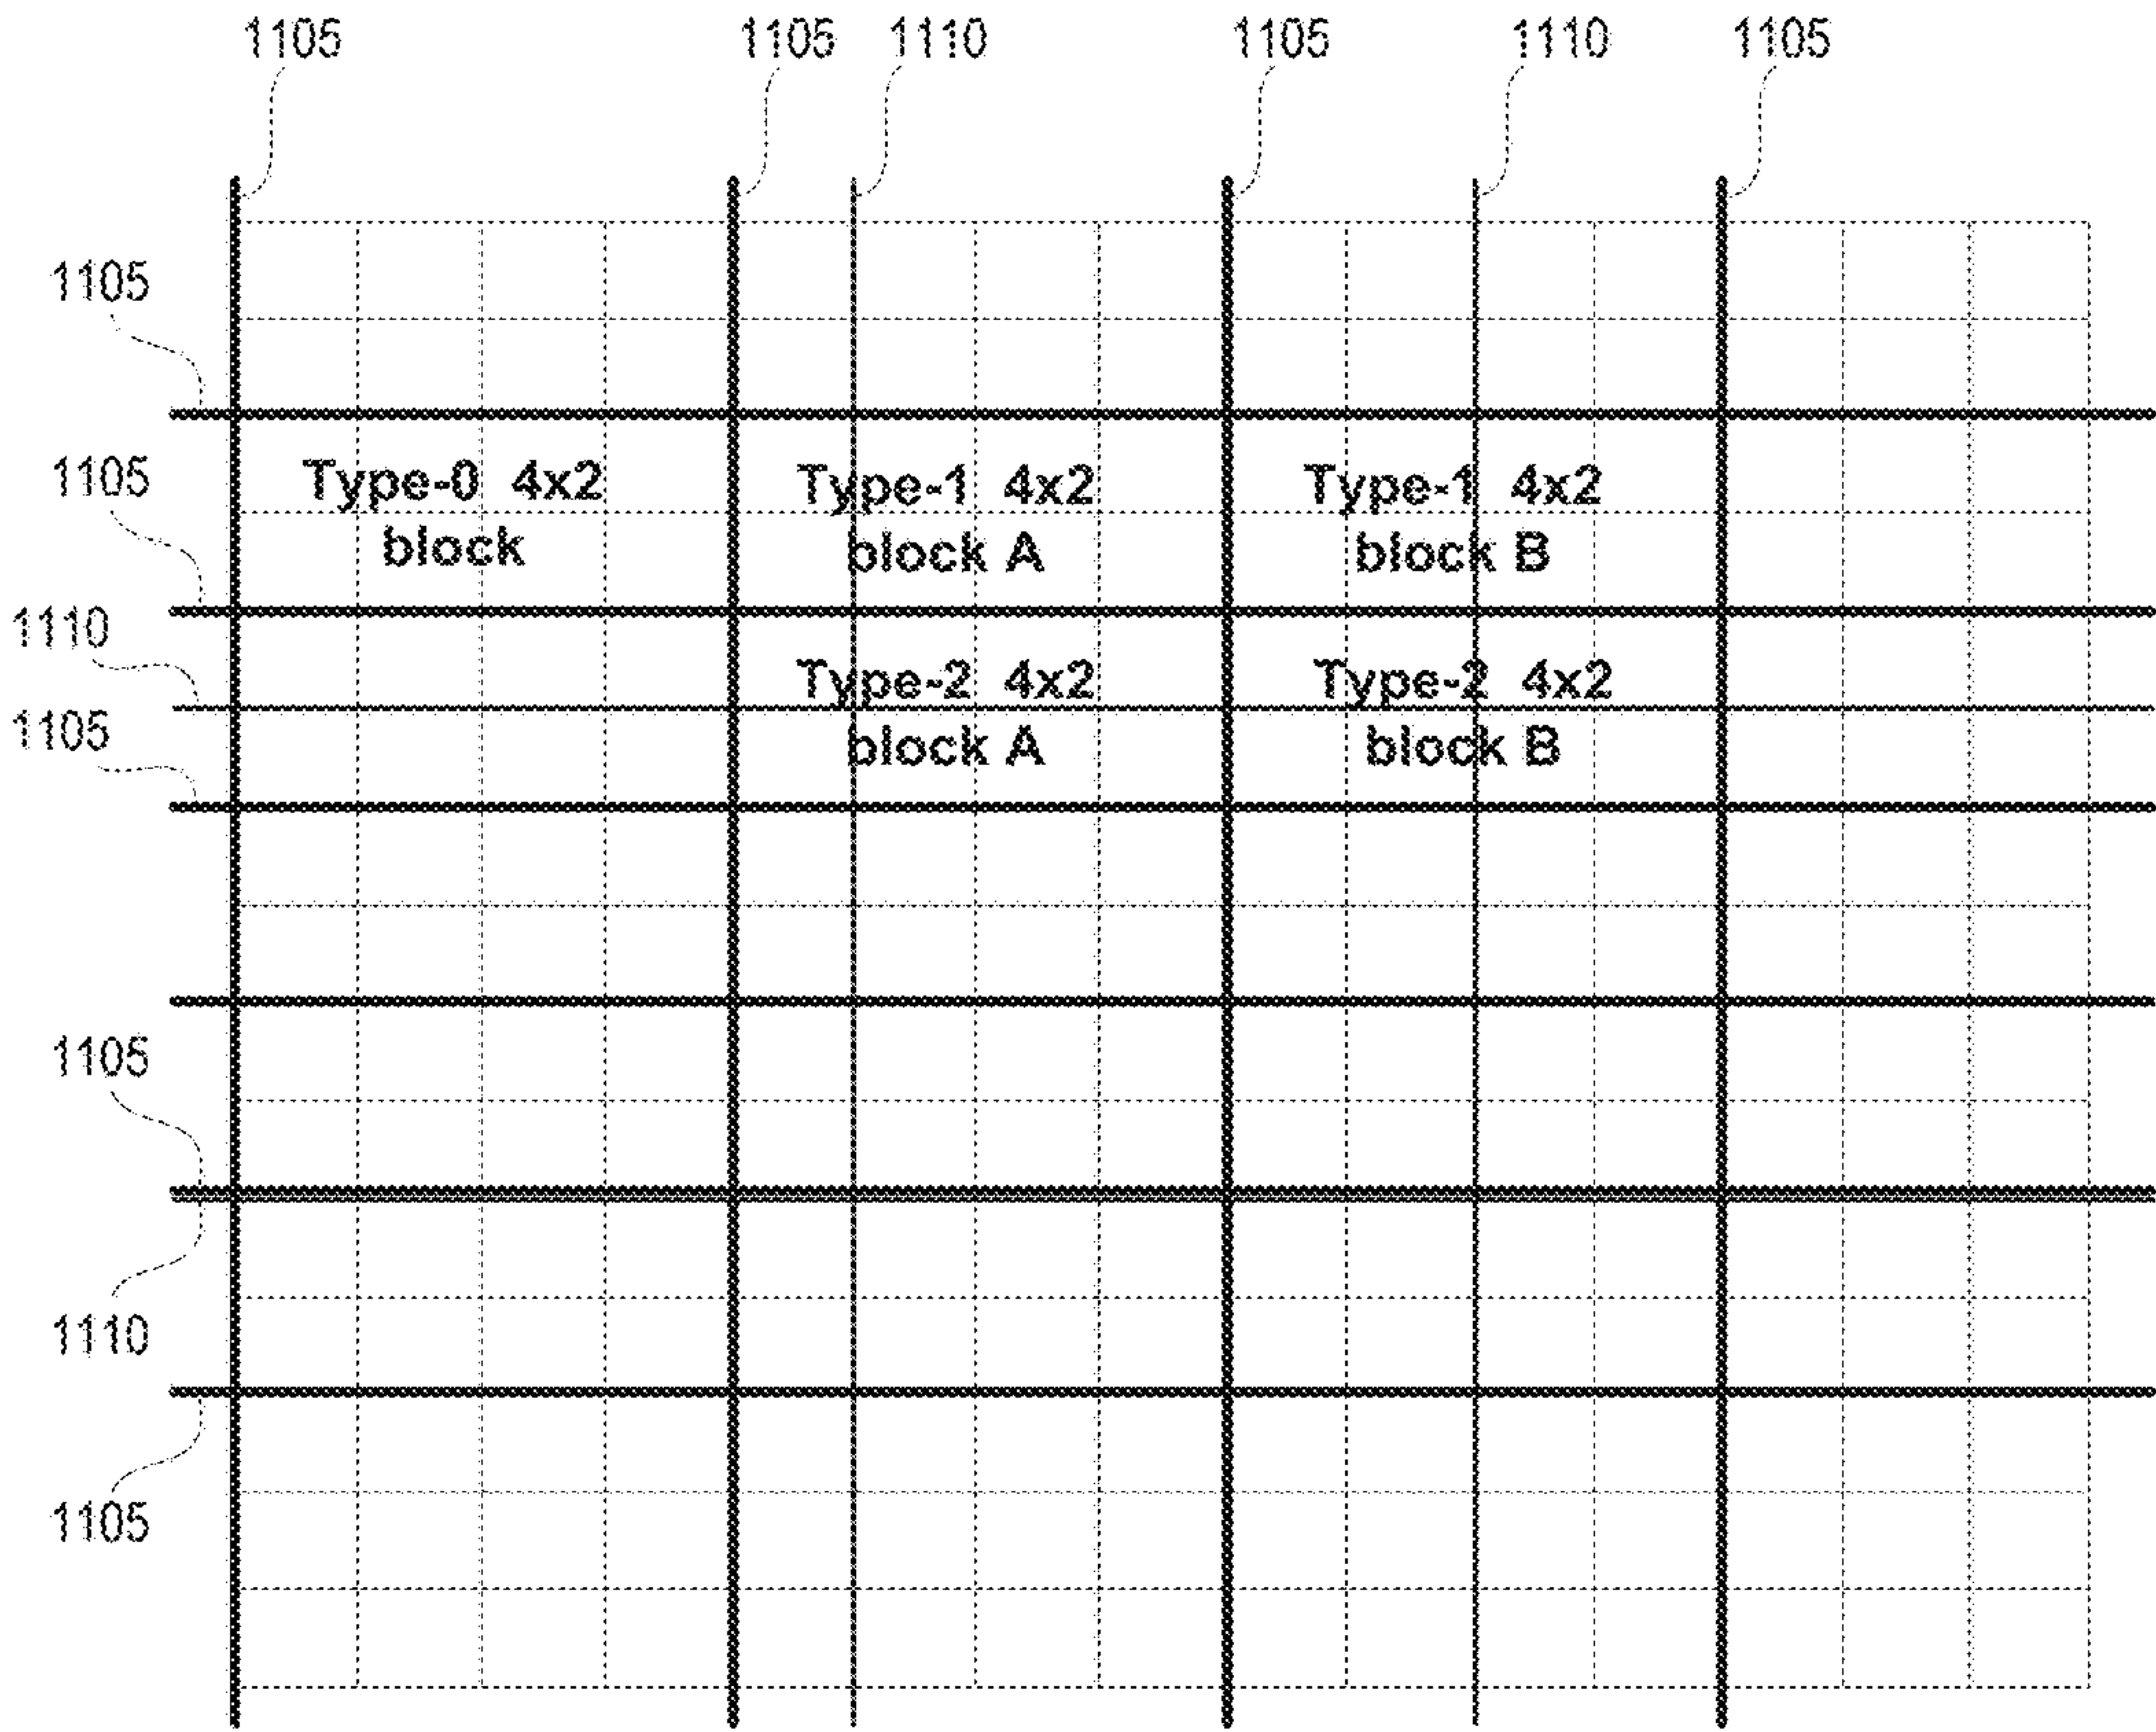 1105 1105 1110 1105 1110 1105
1105
1105
Type-0 4x2
block
Type-1 4x2
block A
Type-1 4x2
block B
1110
1105
Type-2 4x2
block A
Type-2 4x2
block B
1105
1110
1105